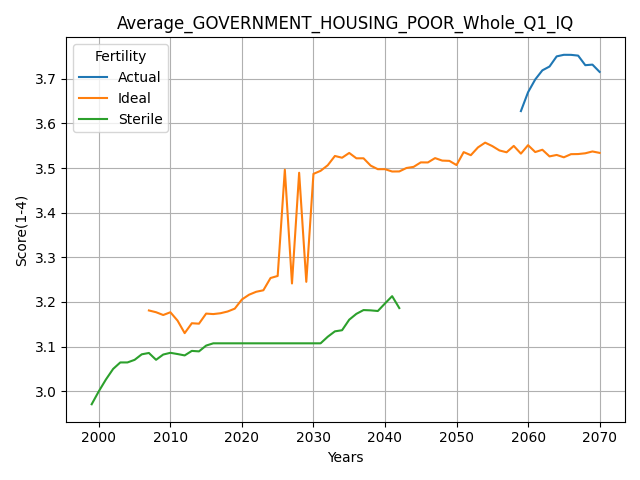 Average_GOVERNMENT_HOUSING_POOR_Whole_Q1_IQ
Fertility
Actual
Ideal
Sterile
Score(1-4)
3.7
3.6
3.5
3.4
3.3
3.2
3.1
3.0
2000 2010 2020 2030 2040 2050 2060 2070
Years